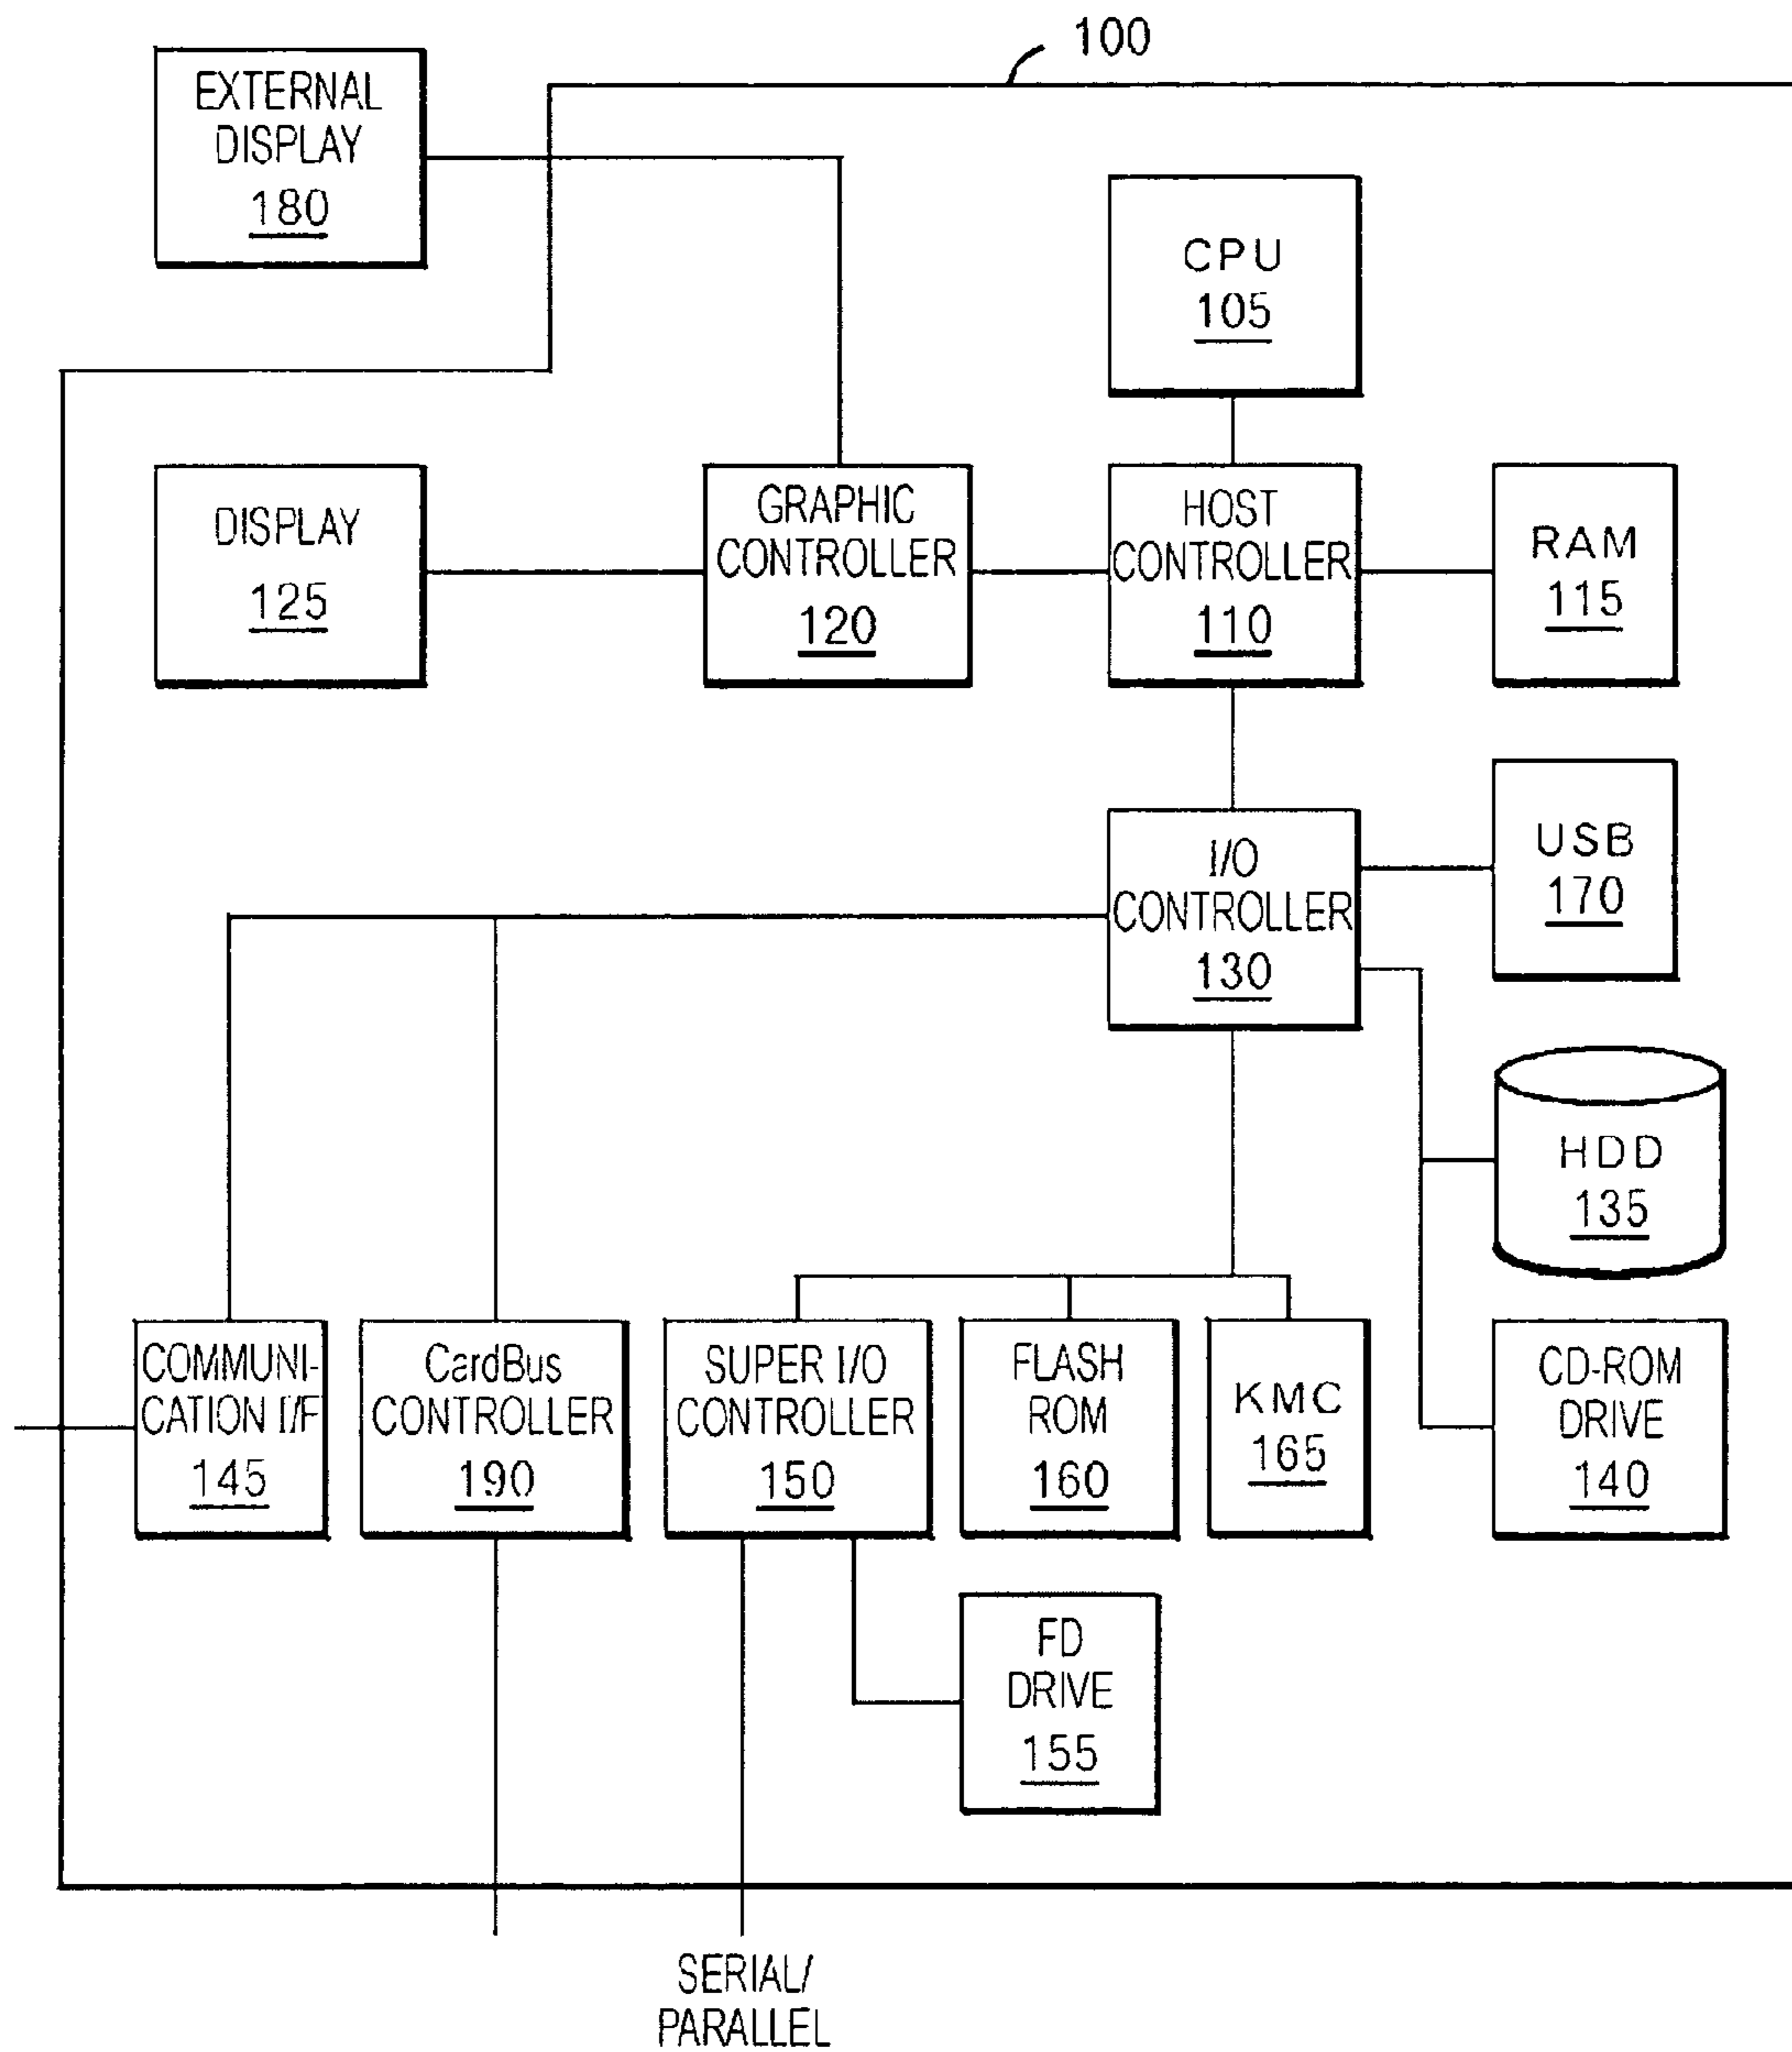 100
EXTERNAL
DISPLAY
180
CPU
105
DISPLAY
125
GRAPHIC
CONTROLLER
120
HOST
CONTROLLER
110
RAM
115
I/O
CONTROLLER
130
USB
170
HDD
135
COMMUNI-
CATION I/F
145
CardBus
CONTROLLER
190
SUPER I/O
CONTROLLER
150
FLASH
ROM
160
KMC
165
CD-ROM
DRIVE
140
FD
DRIVE
155
SERIAL/
PARALLEL